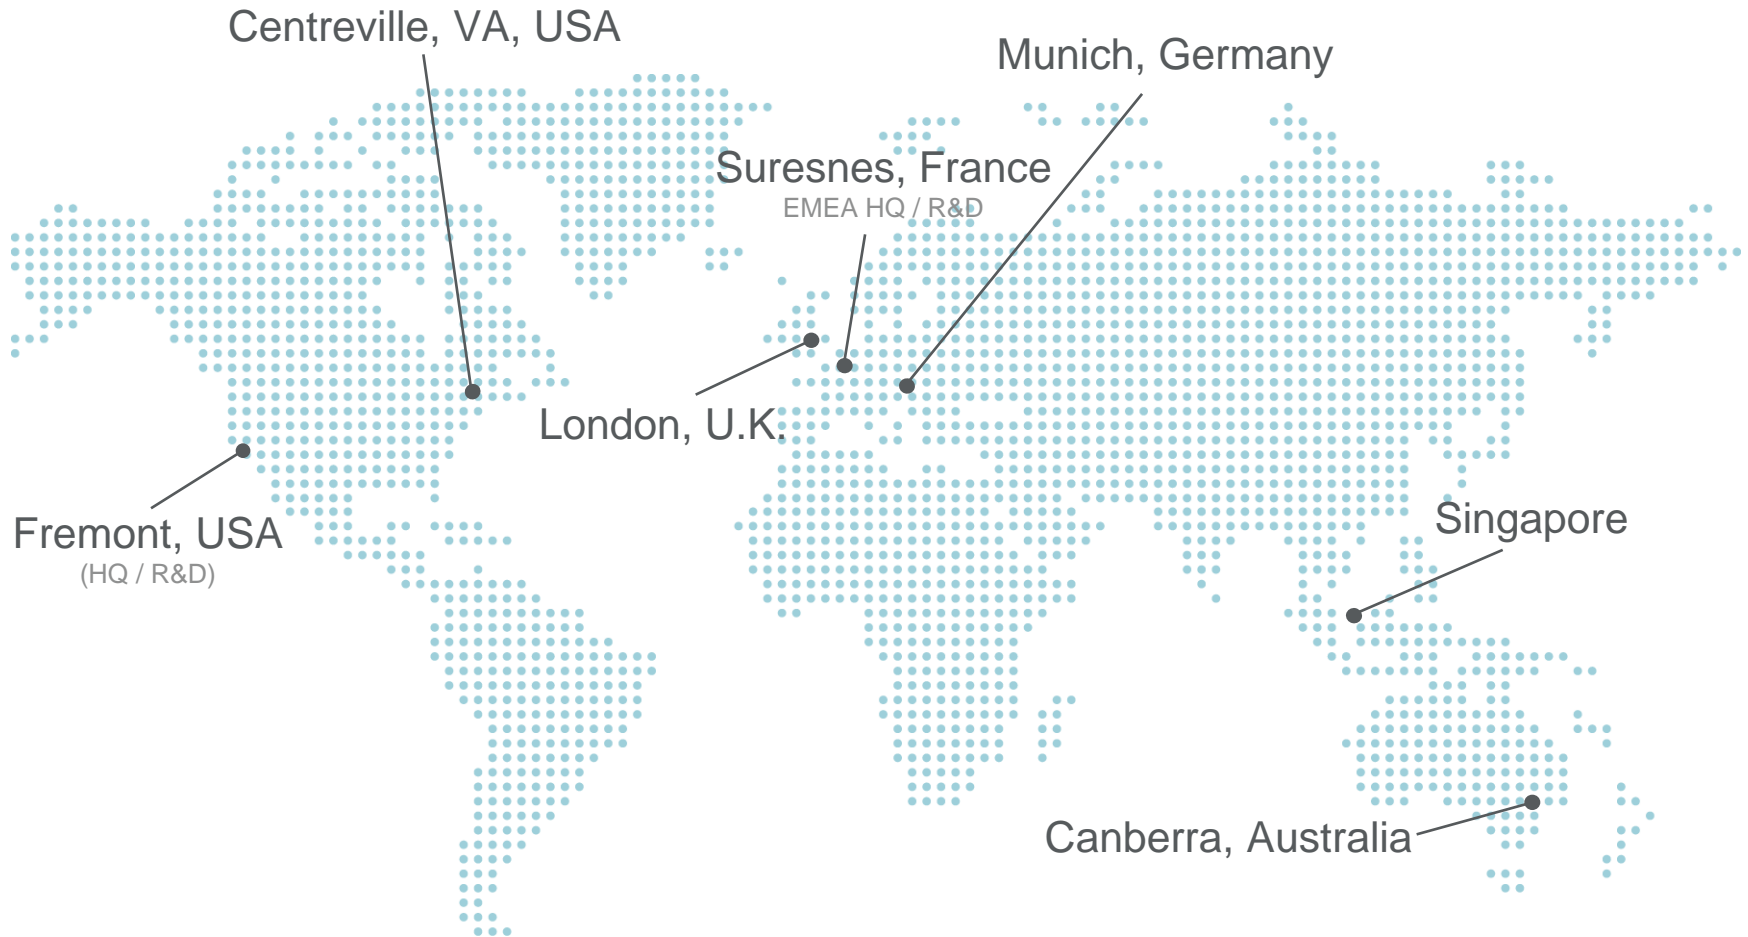 Centreville, VA, USA
Munich, Germany
Suresnes, France
EMEA HQ / R&D
London, U.K.
Fremont, USA
(HQ / R&D)
Singapore
Canberra, Australia